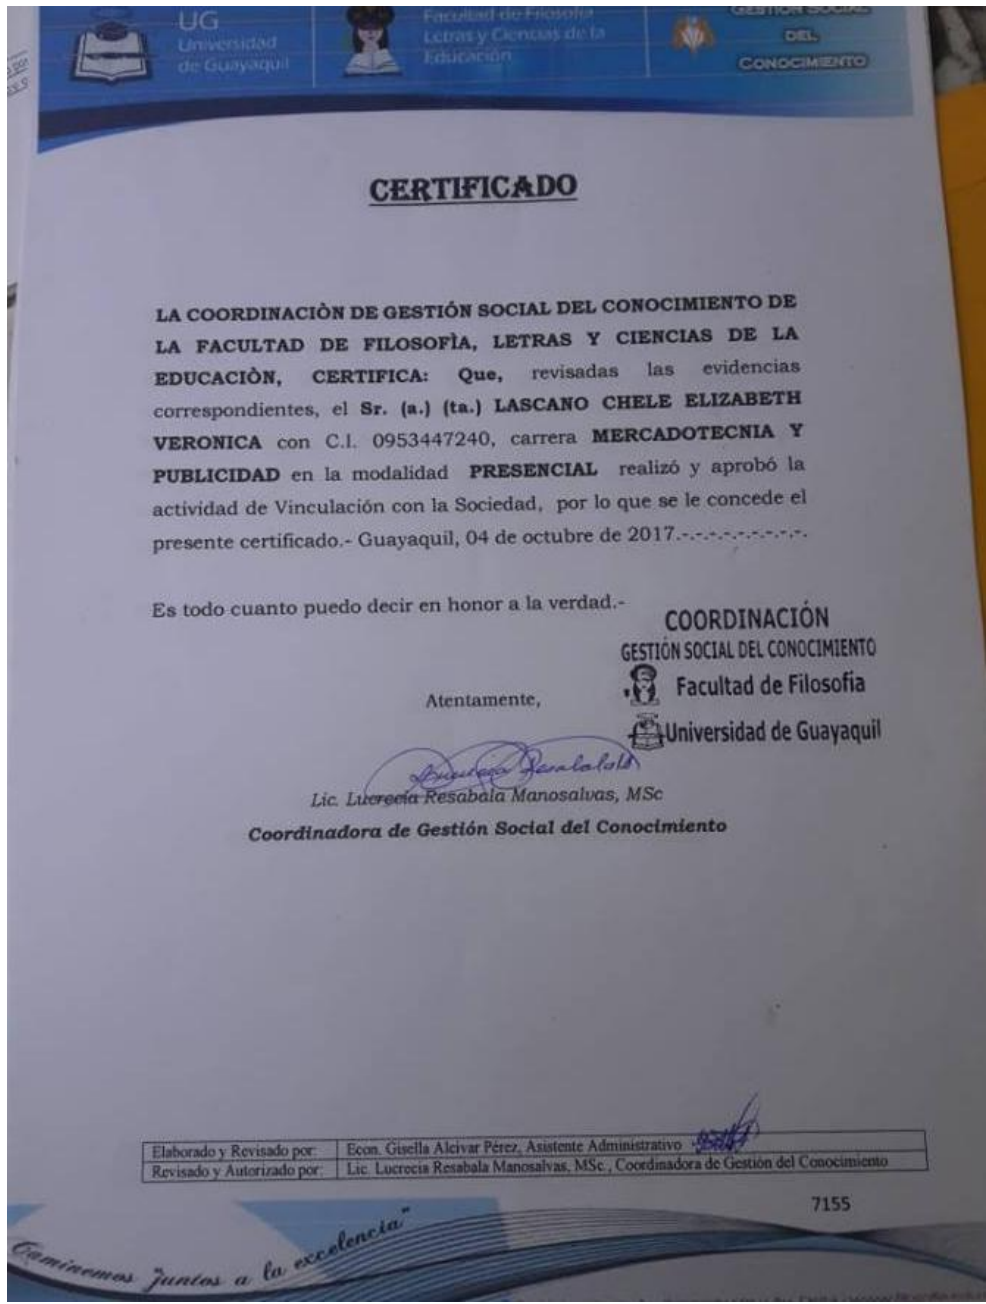 UG
Universidad
de Guayaquil
Facultad de Filosofía
Letras y Ciencias de la
Educación
GESTIÓN SOCIAL
DEL
CONOCIMIENTO
CERTIFICADO
LA COORDINACIÒN DE GESTIÓN SOCIAL DEL CONOCIMIENTO DE
LA FACULTAD DE FILOSOFÌA, LETRAS Y CIENCIAS DE LA
EDUCACIÒN, CERTIFICA: Que, revisadas las evidencias
correspondientes, el Sr. (a.) (ta.) LASCANO CHELE ELIZABETH
VERONICA con C.I. 0953447240, carrera MERCADOTECNIA Y
PUBLICIDAD en la modalidad PRESENCIAL realizó y aprobó la
actividad de Vinculación con la Sociedad, por lo que se le concede el
presente certificado.- Guayaquil, 04 de octubre de 2017.-.-.-.-.-.-.-.-.
Es todo cuanto puedo decir en honor a la verdad.-
COORDINACIÓN
GESTIÓN SOCIAL DEL CONOCIMIENTO
Facultad de Filosofia
Universidad de Guayaquil
Atentamente,
Lic. Lucrecia Resabala Manosalvas, MSc
Coordinadora de Gestión Social del Conocimiento
Elaborado y Revisado por: Econ. Gisella Alcivar Pérez, Asistente Administrativo
Revisado y Autorizado por: Lic. Lucrecia Resabala Manosalvas, MSc., Coordinadora de Gestión del Conocimiento
7155
Caminemos juntos a la excelencia"